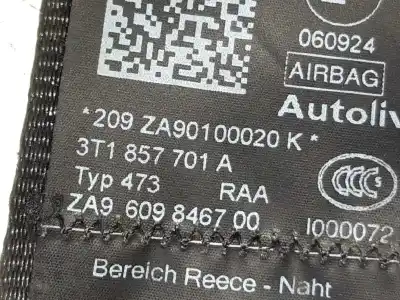 060924
AIRBAG
Autoliv
*209 ZA90100020 K*
3T1 857 701 A
Typ 473 RAA
ZA9 609 8467 00 I000072
Bereich Reece - Naht